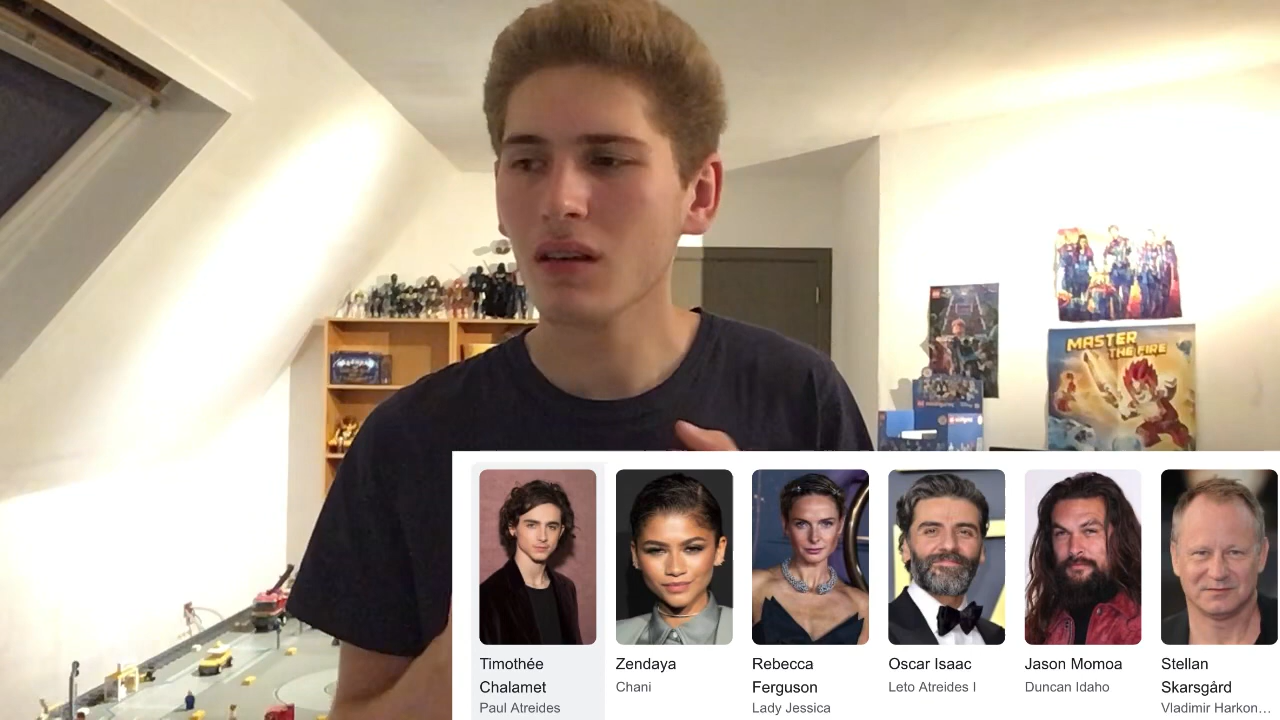 MASTER
THE FIRE
Timothée
Chalamet
Paul Atreides
Zendaya
Chani
Rebecca
Ferguson
Lady Jessica
Oscar Isaac
Leto Atreides I
Jason Momoa
Duncan Idaho
Stellan
Skarsgård
Vladimir Harkon…